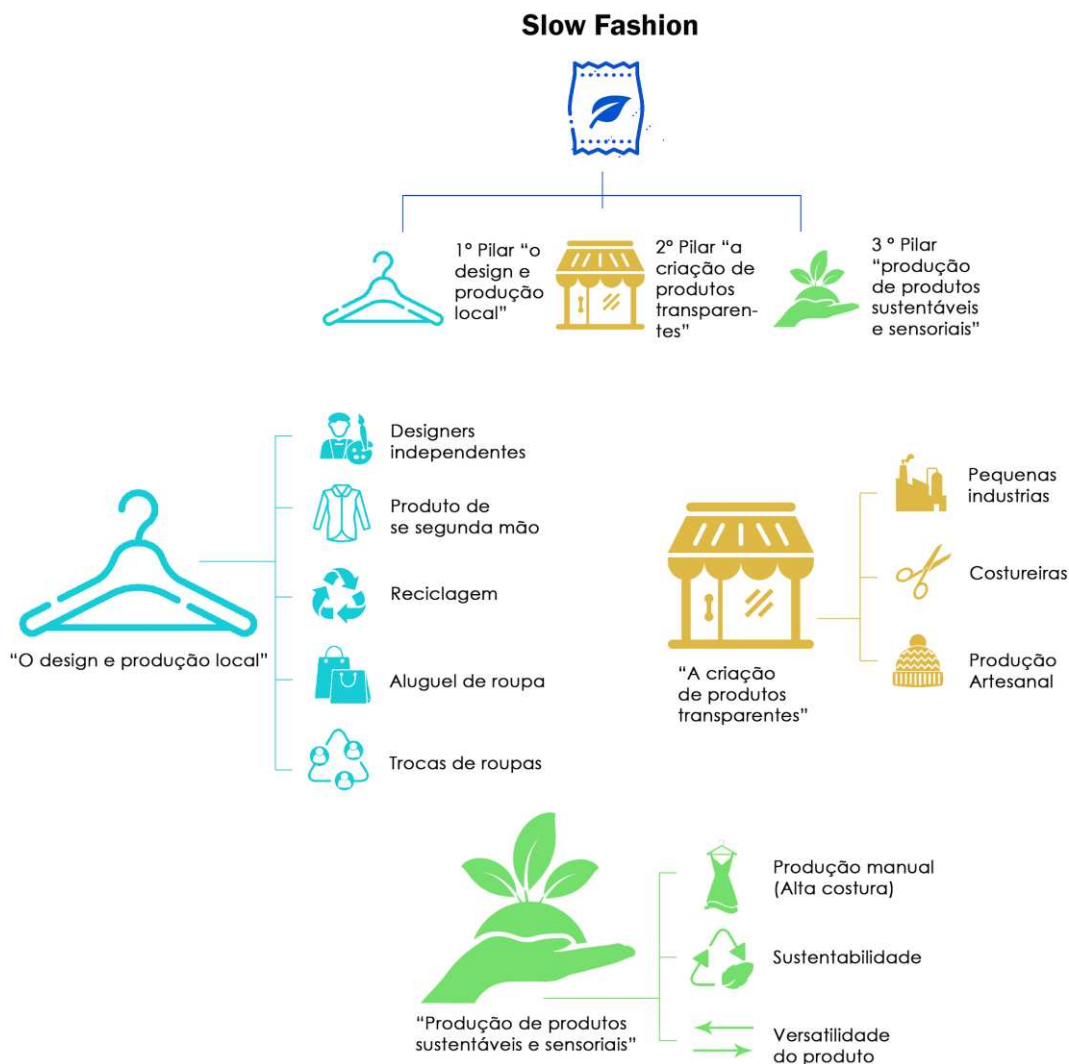 Slow Fashion
1º Pilar “o
design e
produção
local”
2º Pilar “a
criação de
produtos
transparen-
tes”
3 º Pilar
“produção
de produtos
sustentáveis
e sensoriais”
“O design e produção local”
Designers
independentes
Produto de
se segunda mão
Reciclagem
Aluguel de roupa
Trocas de roupas
“A criação
de produtos
transparentes”
Pequenas
industrias
Costureiras
Produção
Artesanal
“Produção de produtos
sustentáveis e sensoriais”
Produção manual
(Alta costura)
Sustentabilidade
Versatilidade
do produto